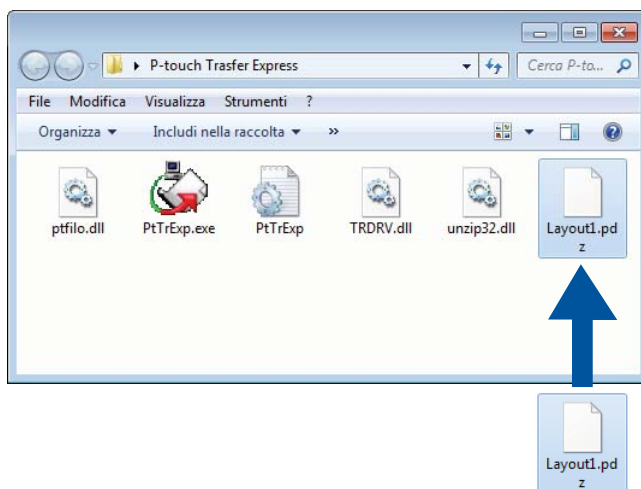 P-touch Trasfer Express
Cerca P-to...
File Modifica Visualizza Strumenti ?
Organizza Includi nella raccolta »
ptfilo.dll
PtTrExp.exe
PtTrExp
TRDRV.dll
unzip32.dll
Layout1.pd
z
Layout1.pd
z